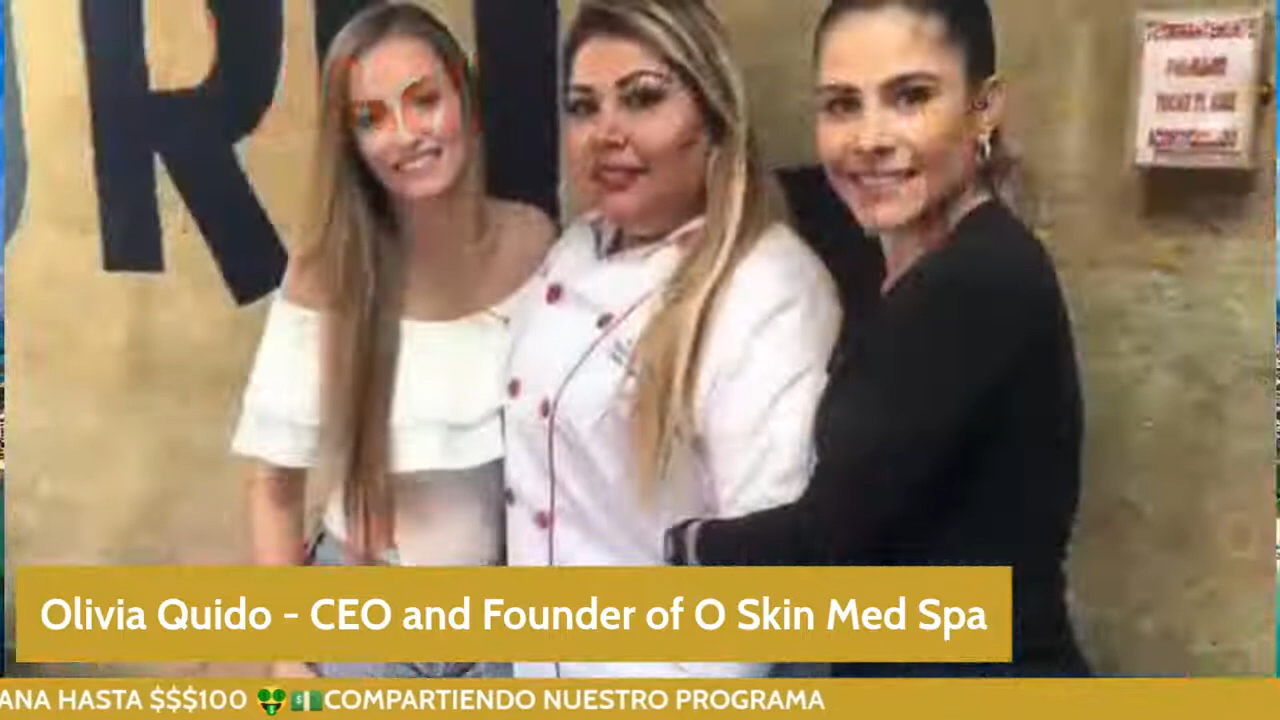 R
Olivia Quido - CEO and Founder of O Skin Med Spa
ANA HASTA $$$100 🤑💵COMPARTIENDO NUESTRO PROGRAMA